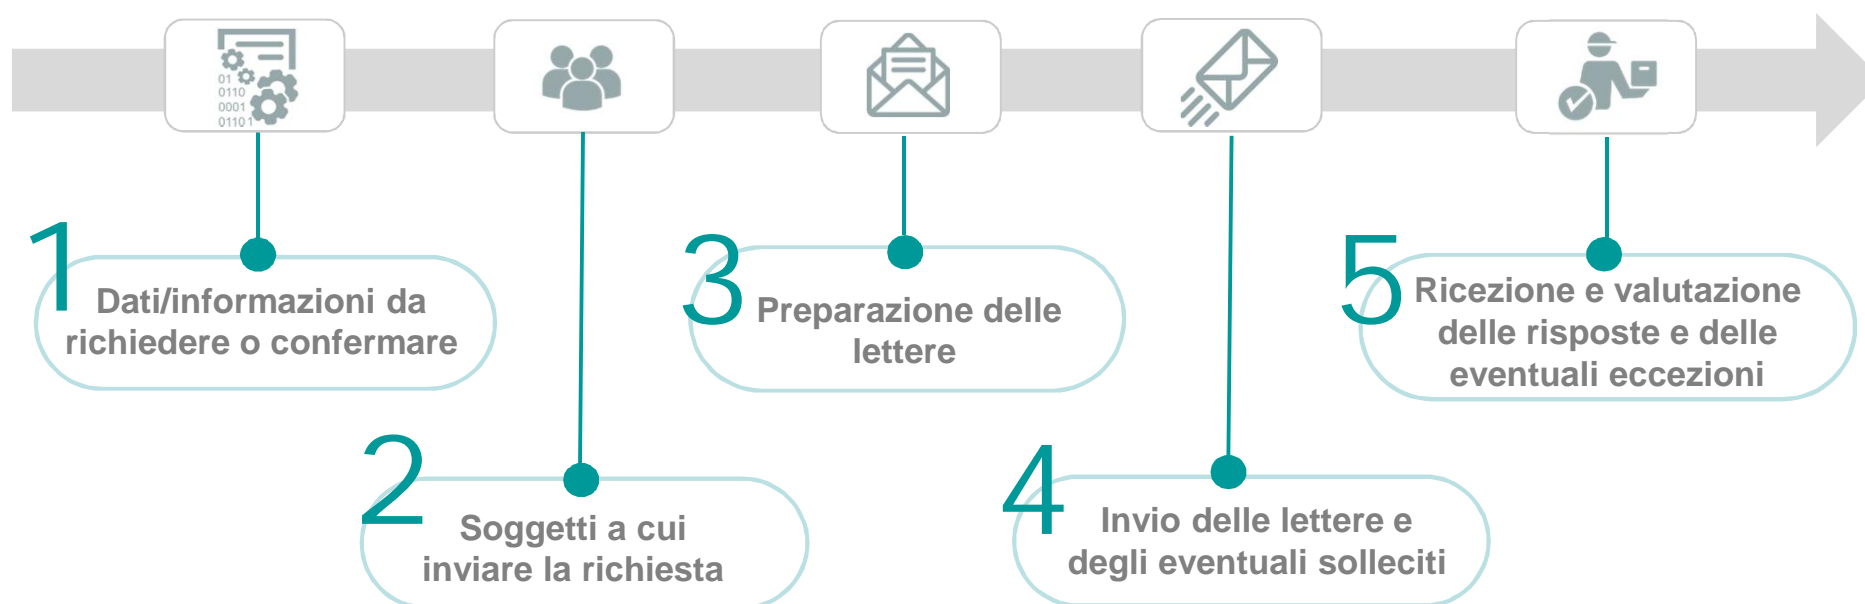 01
0110
0001
01101
1
Dati/informazioni da
richiedere o confermare
2
Soggetti a cui
inviare la richiesta
3
Preparazione delle
lettere
4
Invio delle lettere e
degli eventuali solleciti
5
Ricezione e valutazione
delle risposte e delle
eventuali eccezioni